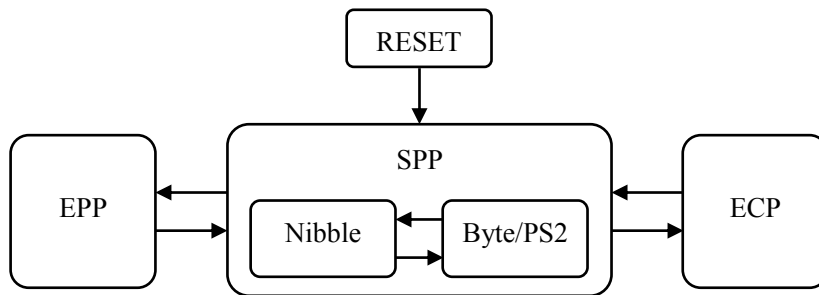 RESET
SPP
EPP
Nibble
Byte/PS2
ECP